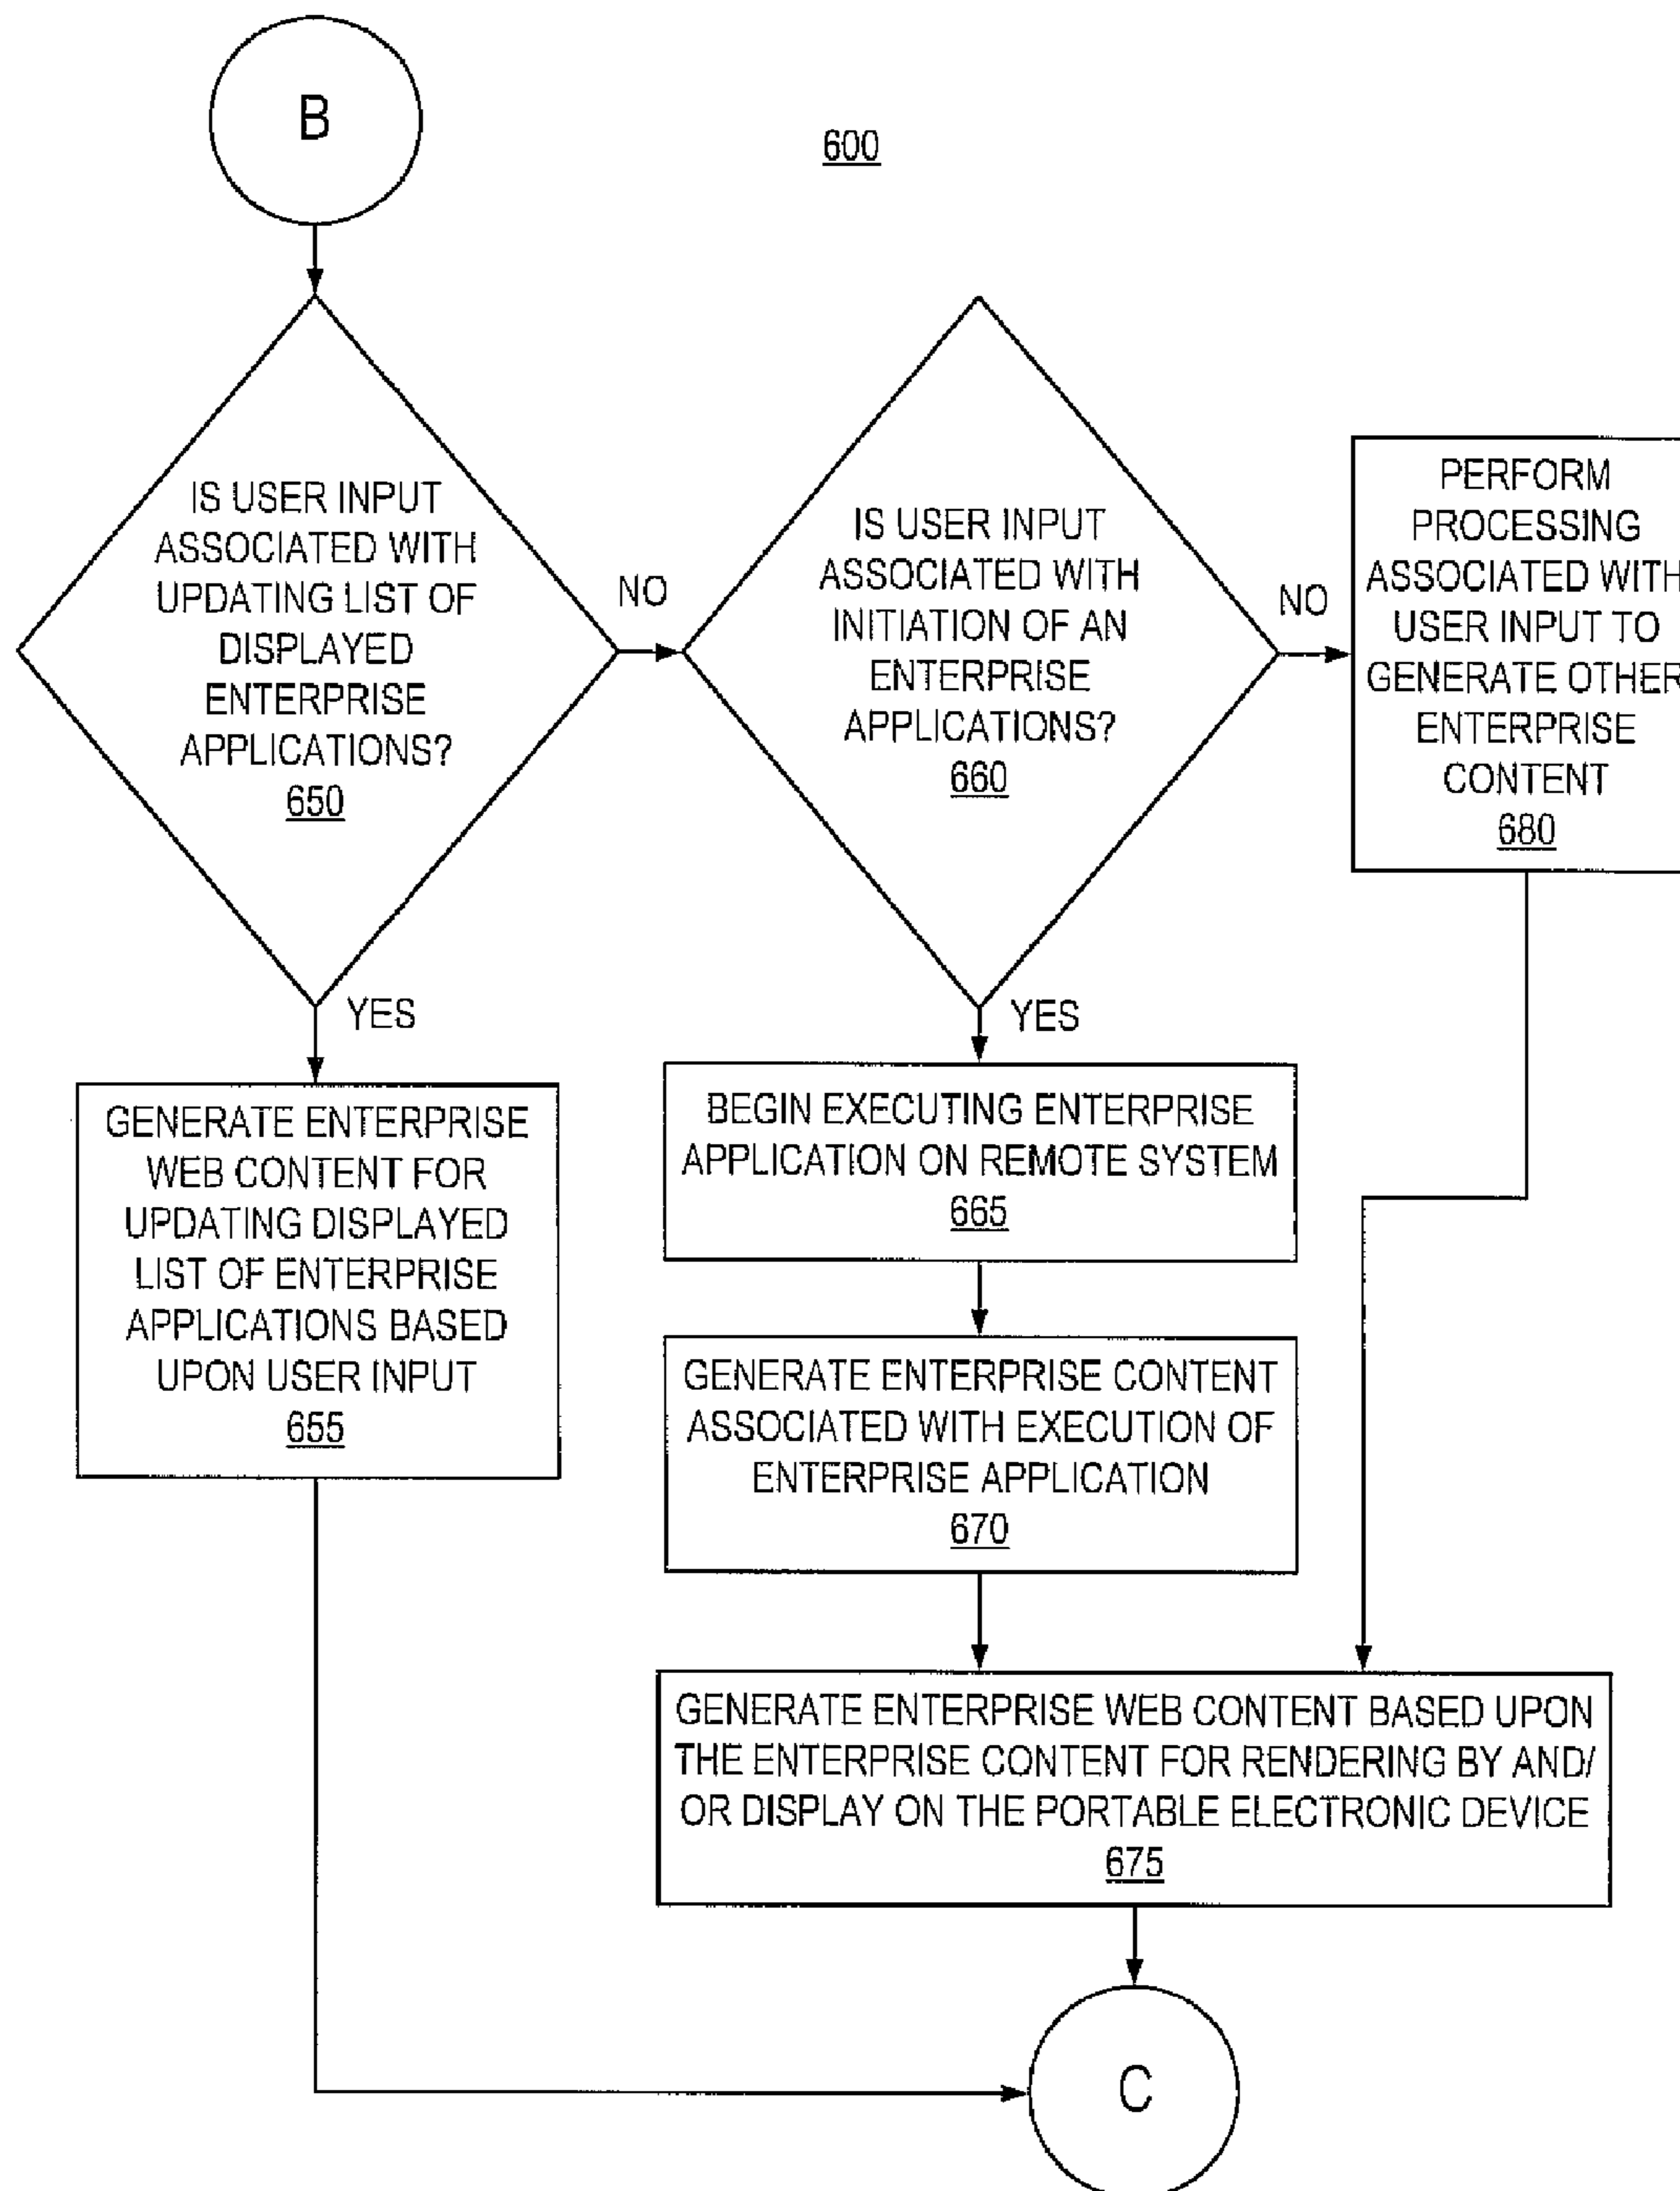 B
600
IS USER INPUT
ASSOCIATED WITH
UPDATING LIST OF
DISPLAYED
ENTERPRISE
APPLICATIONS?
650
NO
IS USER INPUT
ASSOCIATED WITH
INITIATION OF AN
ENTERPRISE
APPLICATIONS?
660
NO
PERFORM
PROCESSING
ASSOCIATED WITH
USER INPUT TO
GENERATE OTHER
ENTERPRISE
CONTENT
680
YES
GENERATE ENTERPRISE
WEB CONTENT FOR
UPDATING DISPLAYED
LIST OF ENTERPRISE
APPLICATIONS BASED
UPON USER INPUT
655
YES
BEGIN EXECUTING ENTERPRISE
APPLICATION ON REMOTE SYSTEM
665
GENERATE ENTERPRISE CONTENT
ASSOCIATED WITH EXECUTION OF
ENTERPRISE APPLICATION
670
GENERATE ENTERPRISE WEB CONTENT BASED UPON
THE ENTERPRISE CONTENT FOR RENDERING BY AND/
OR DISPLAY ON THE PORTABLE ELECTRONIC DEVICE
675
C